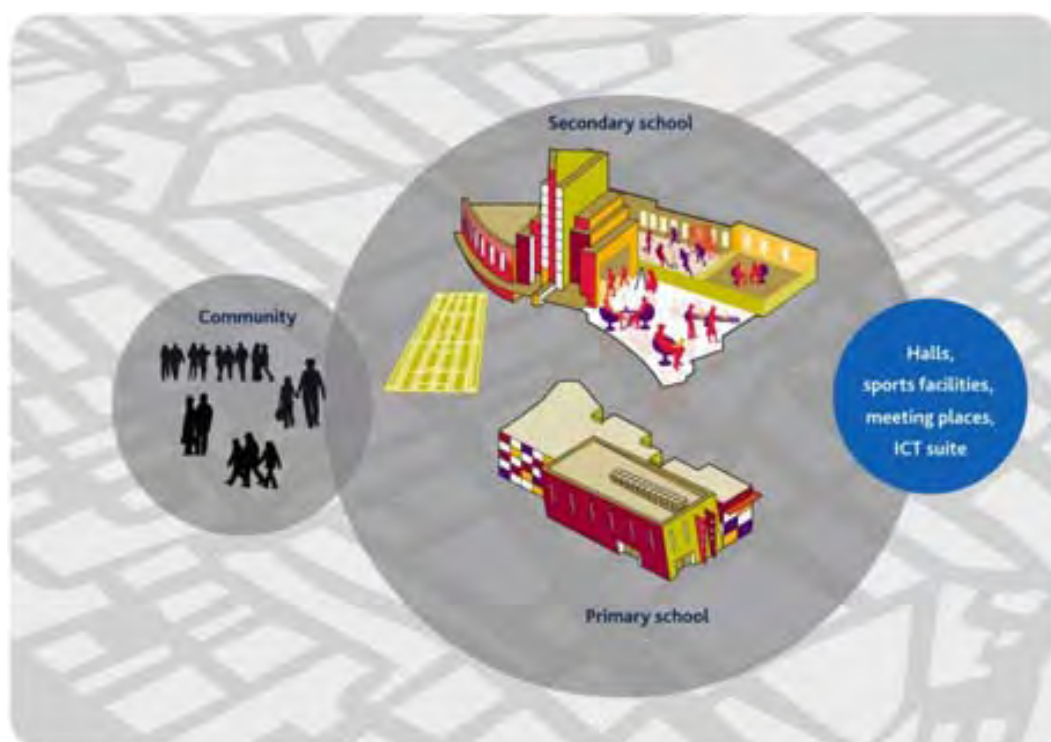 Secondary school
Community
Halls,
sports facilities,
meeting places,
ICT suite
Primary school